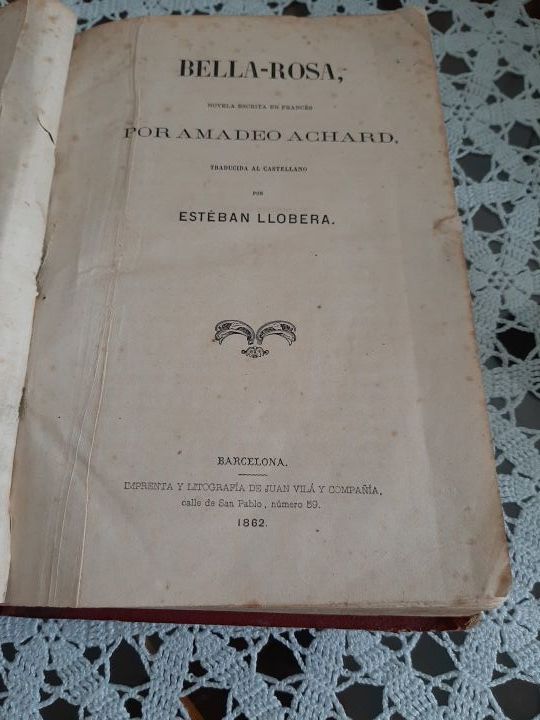 BELLA-ROSA,
NOVELA ESCRITA EN FRANCÉS
POR AMADEO ACHARD,
TRADUCIDA AL CASTELLANO
POR
ESTÉBAN LLOBERA.
BARCELONA.
IMPRENTA Y LITOGRAFÍA DE JUAN VILÁ Y COMPAÑÍA,
calle de San Pablo, número 59.
1862.